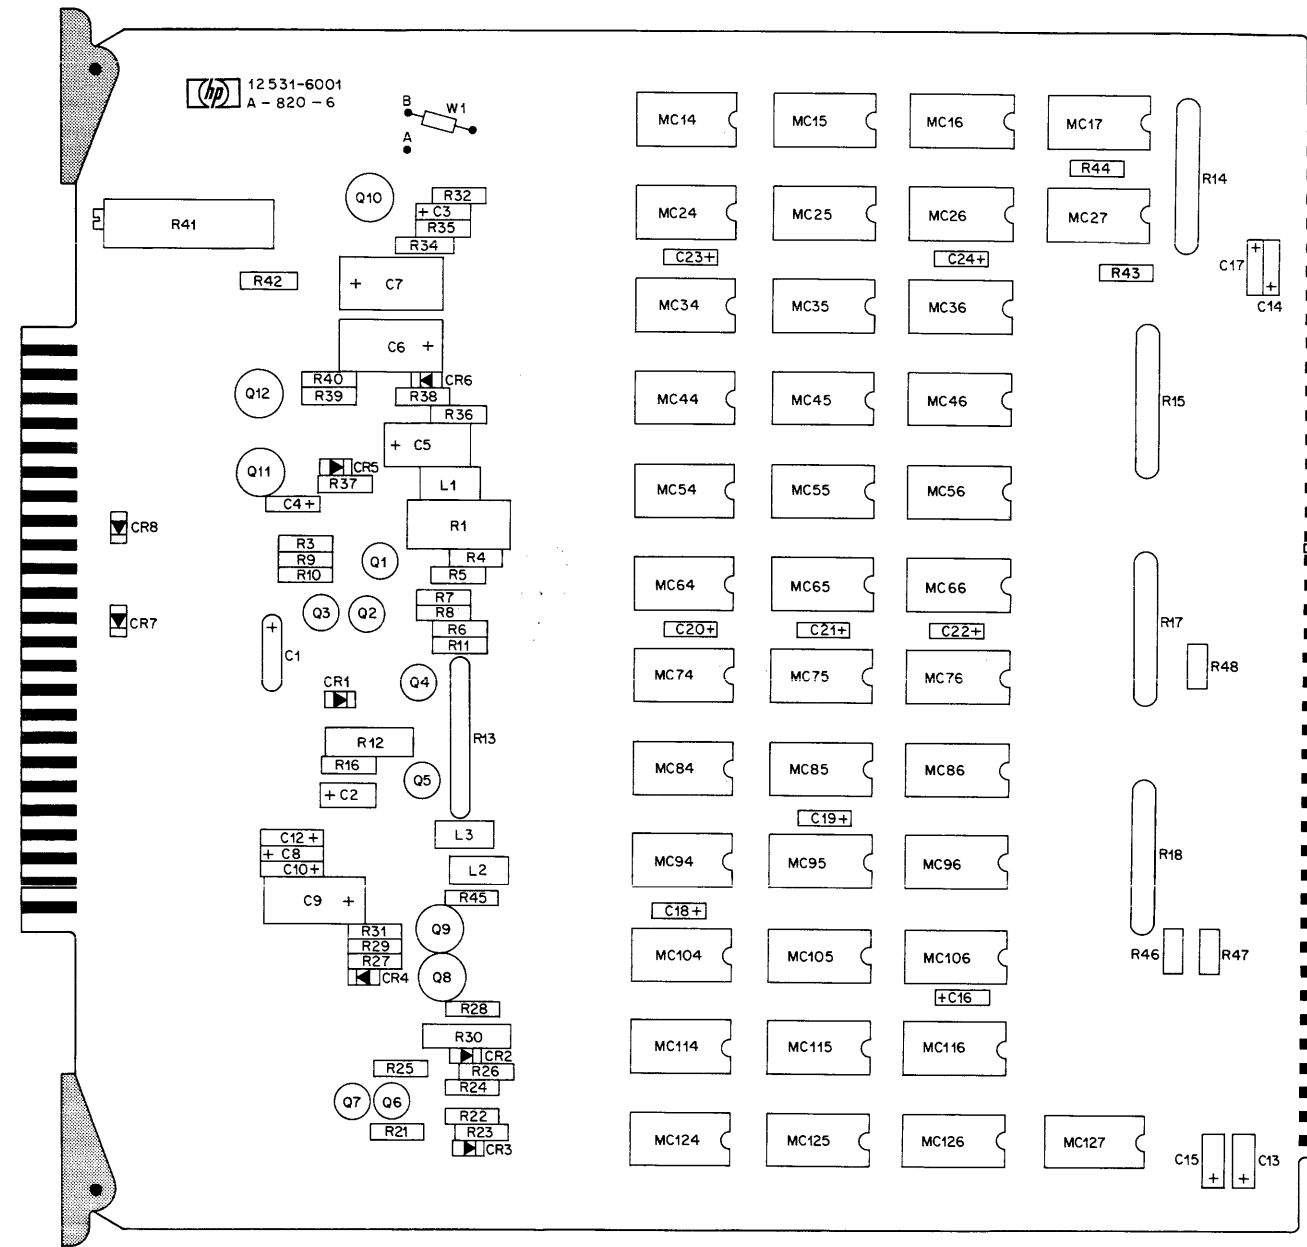 hp 12531-6001
A-820-6
B W1
A
MC14 MC15 MC16 MC17
R44
R14
Q10 R32
+ C3
R35
R34
R41
MC24 MC25 MC26 MC27
C23+ C24+
R43
C17 +
+
C14
R42
+ C7
MC34 MC35 MC36
C6 +
R40 CR6
R39 R38
Q12
R36
MC44 MC45 MC46
R15
+ C5
Q11
CR5
R37
L1
C4+
MC54 MC55 MC56
R1
CR8
R3
R9
R10
Q1
R4
R5
MC64 MC65 MC66
R7
R8
Q3 Q2
CR7
R6
R11
C20+ C21+ C22+
R17
+
C1
MC74 MC75 MC76
R48
CR1
Q4
R13
R12
R16
Q5
+ C2
MC84 MC85 MC86
C19+
L3
C12 +
+ C8
C10+
L2
MC94 MC95 MC96
R18
C9 +
R45
C18+
R31
R29
R27
CR4
Q9
Q8
MC104 MC105 MC106
R46 R47
+C16
R28
R30
CR2
R25 R26
R24
MC114 MC115 MC116
Q7 Q6
R22
R21 R23
CR3
MC124 MC125 MC126 MC127
C15 + + C13